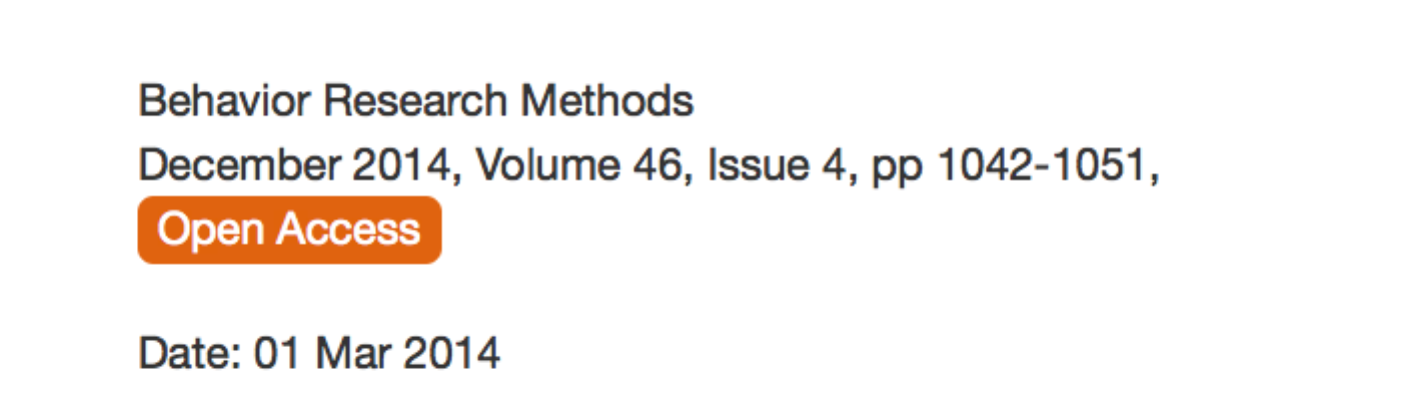 Behavior Research Methods
December 2014, Volume 46, Issue 4, pp 1042-1051,
Open Access
Date: 01 Mar 2014